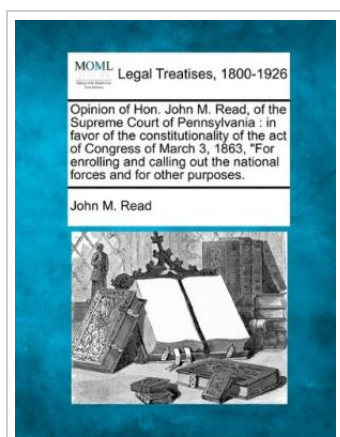 MOML
Legal Treatises, 1800-1926
Opinion of Hon. John M. Read, of the
Supreme Court of Pennsylvania : in
favor of the constitutionality of the act
of Congress of March 3, 1863, "For
enrolling and calling out the national
forces and for other purposes.
John M. Read